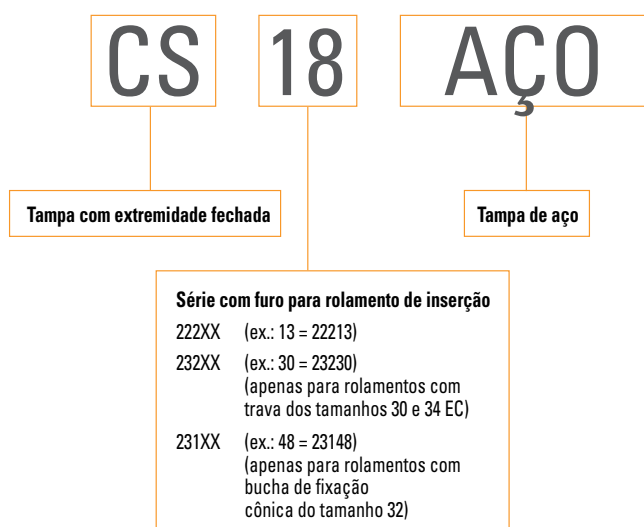 CS 18 AÇO
Tampa com extremidade fechada
Tampa de aço
Série com furo para rolamento de inserção
222XX (ex.: 13 = 22213)
232XX (ex.: 30 = 23230)
(apenas para rolamentos com
trava dos tamanhos 30 e 34 EC)
231XX (ex.: 48 = 23148)
(apenas para rolamentos com
bucha de fixação
cônica do tamanho 32)